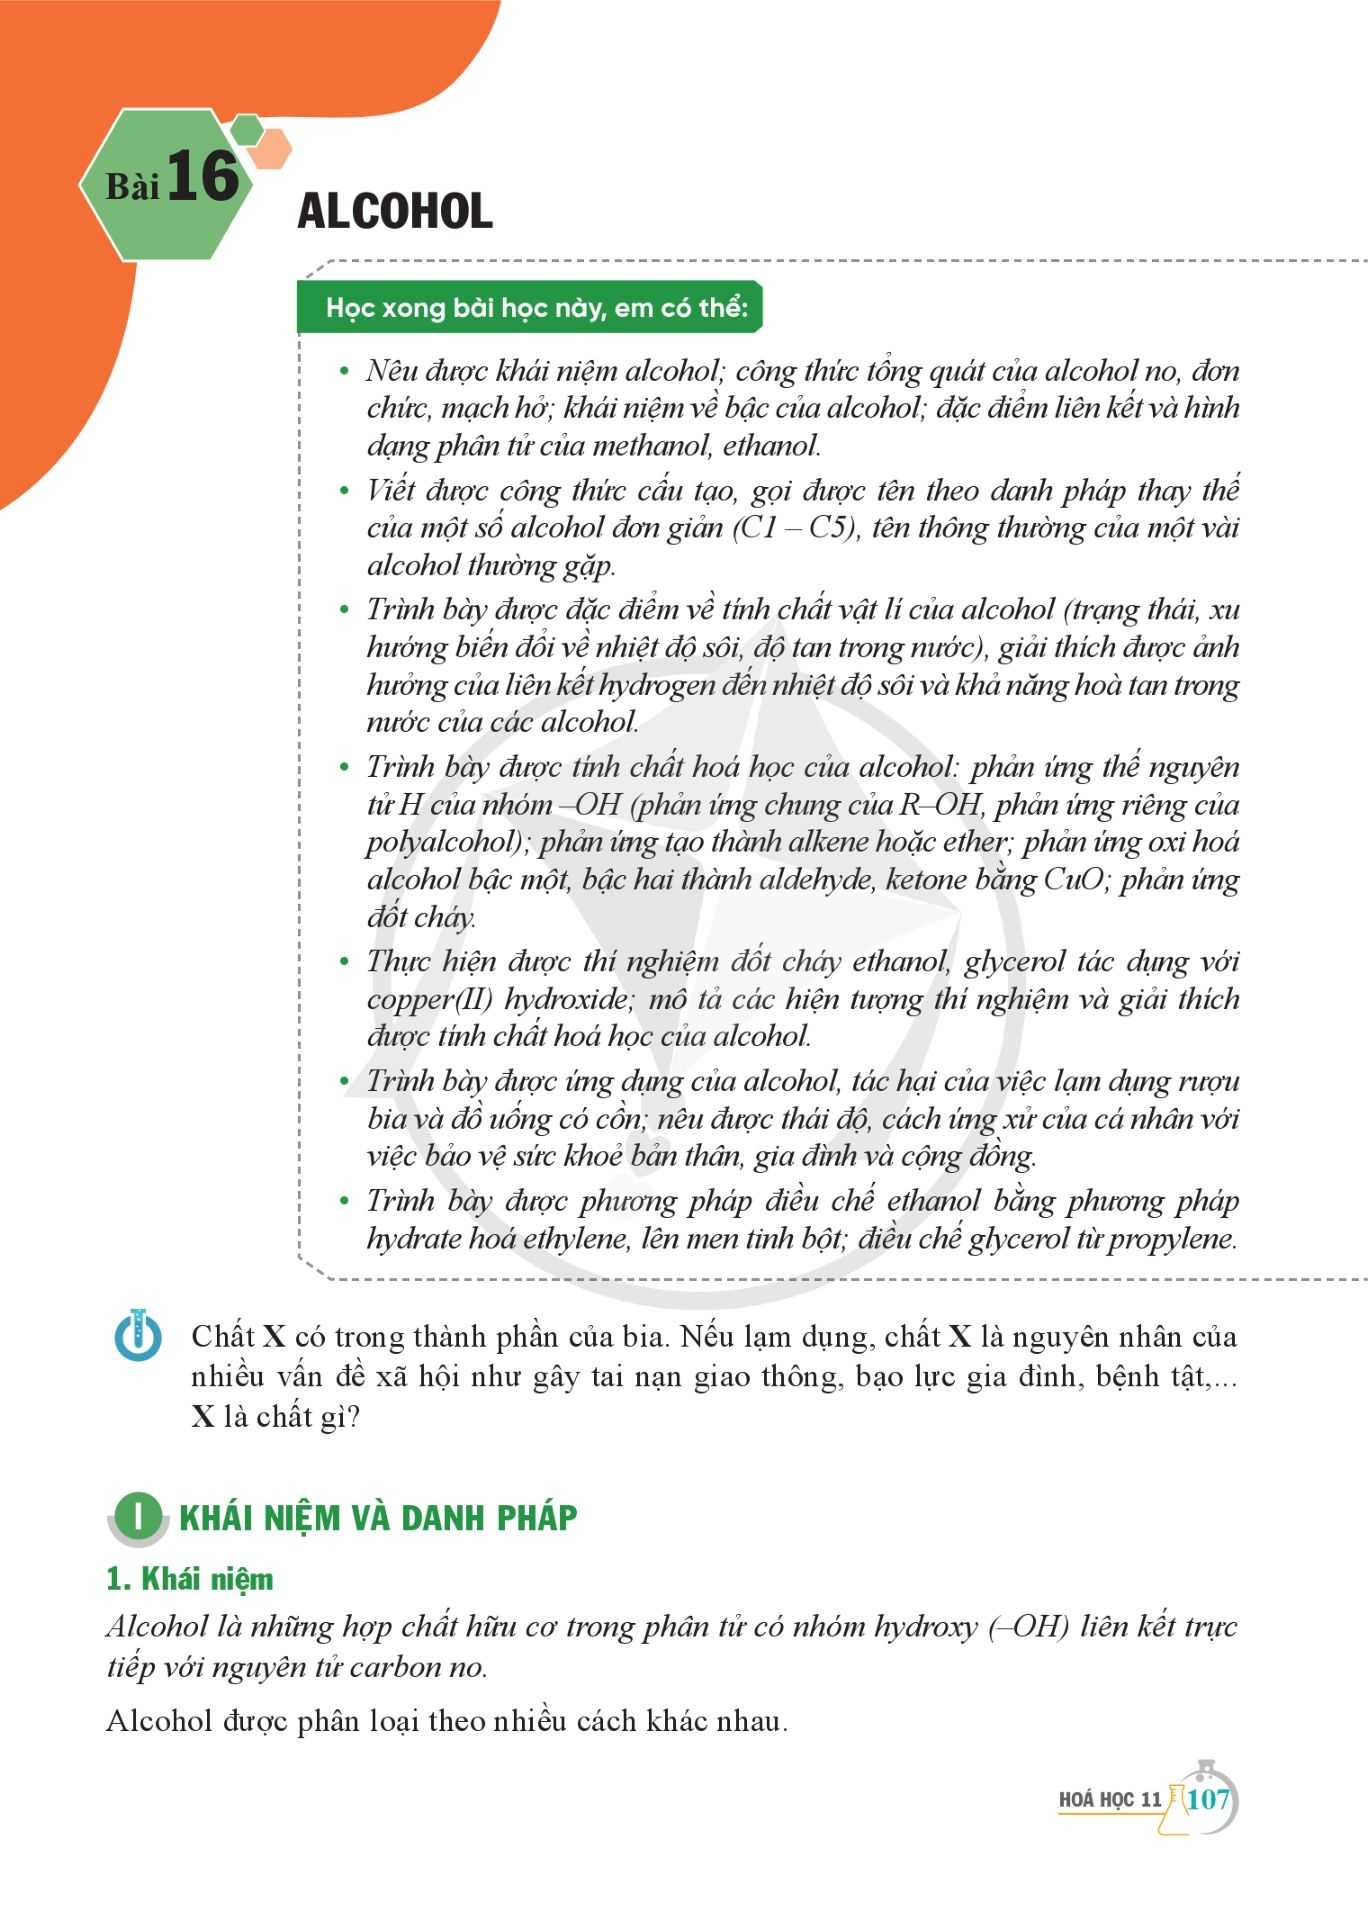 Bài 16
ALCOHOL
Học xong bài học này, em có thể:
• Nêu được khái niệm alcohol; công thức tổng quát của alcohol no, đơn
chức, mạch hở; khái niệm về bậc của alcohol; đặc điểm liên kết và hình
dạng phân tử của methanol, ethanol.
• Viết được công thức cấu tạo, gọi được tên theo danh pháp thay thế
của một số alcohol đơn giản (C1 – C5), tên thông thường của một vài
alcohol thường gặp.
• Trình bày được đặc điểm về tính chất vật lí của alcohol (trạng thái, xu
hướng biến đổi về nhiệt độ sôi, độ tan trong nước), giải thích được ảnh
hưởng của liên kết hydrogen đến nhiệt độ sôi và khả năng hoà tan trong
nước của các alcohol.
• Trình bày được tính chất hoá học của alcohol: phản ứng thế nguyên
tử H của nhóm –OH (phản ứng chung của R–OH, phản ứng riêng của
polyalcohol); phản ứng tạo thành alkene hoặc ether; phản ứng oxi hoá
alcohol bậc một, bậc hai thành aldehyde, ketone bằng CuO; phản ứng
đốt cháy.
• Thực hiện được thí nghiệm đốt cháy ethanol, glycerol tác dụng với
copper(II) hydroxide; mô tả các hiện tượng thí nghiệm và giải thích
được tính chất hoá học của alcohol.
• Trình bày được ứng dụng của alcohol, tác hại của việc lạm dụng rượu
bia và đồ uống có cồn; nêu được thái độ, cách ứng xử của cá nhân với
việc bảo vệ sức khoẻ bản thân, gia đình và cộng đồng.
• Trình bày được phương pháp điều chế ethanol bằng phương pháp
hydrate hoá ethylene, lên men tinh bột; điều chế glycerol từ propylene.
Chất X có trong thành phần của bia. Nếu lạm dụng, chất X là nguyên nhân của
nhiều vấn đề xã hội như gây tai nạn giao thông, bạo lực gia đình, bệnh tật,...
X là chất gì?
I KHÁI NIỆM VÀ DANH PHÁP
1. Khái niệm
Alcohol là những hợp chất hữu cơ trong phân tử có nhóm hydroxy (–OH) liên kết trực
tiếp với nguyên tử carbon no.
Alcohol được phân loại theo nhiều cách khác nhau.
HOÁ HỌC 11 107